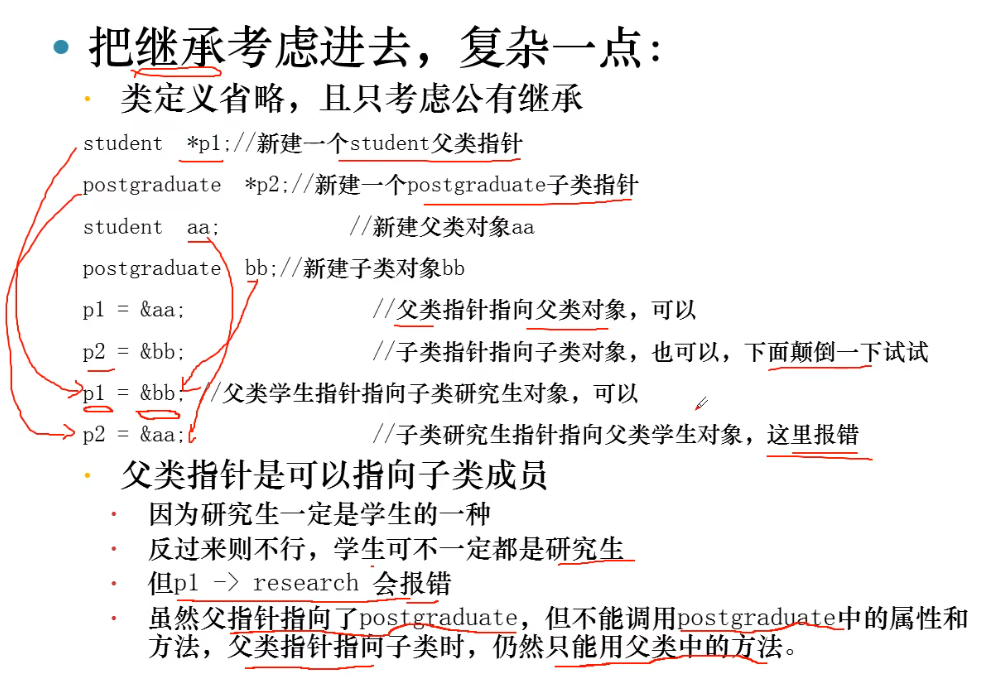 把继承考虑进去，复杂一点：
类定义省略，且只考虑公有继承
student *p1;//新建一个student父类指针
postgraduate *p2;//新建一个postgraduate子类指针
student aa; //新建父类对象aa
postgraduate bb;//新建子类对象bb
p1 = &aa; //父类指针指向父类对象，可以
p2 = &bb; //子类指针指向子类对象，也可以，下面颠倒一下试试
p1 = &bb; //父类学生指针指向子类研究生对象，可以
p2 = &aa; //子类研究生指针指向父类学生对象，这里报错
父类指针是可以指向子类成员
因为研究生一定是学生的一种
反过来则不行，学生可不一定都是研究生
但p1 -> research 会报错
虽然父指针指向了postgraduate，但不能调用postgraduate中的属性和
方法，父类指针指向子类时，仍然只能用父类中的方法。